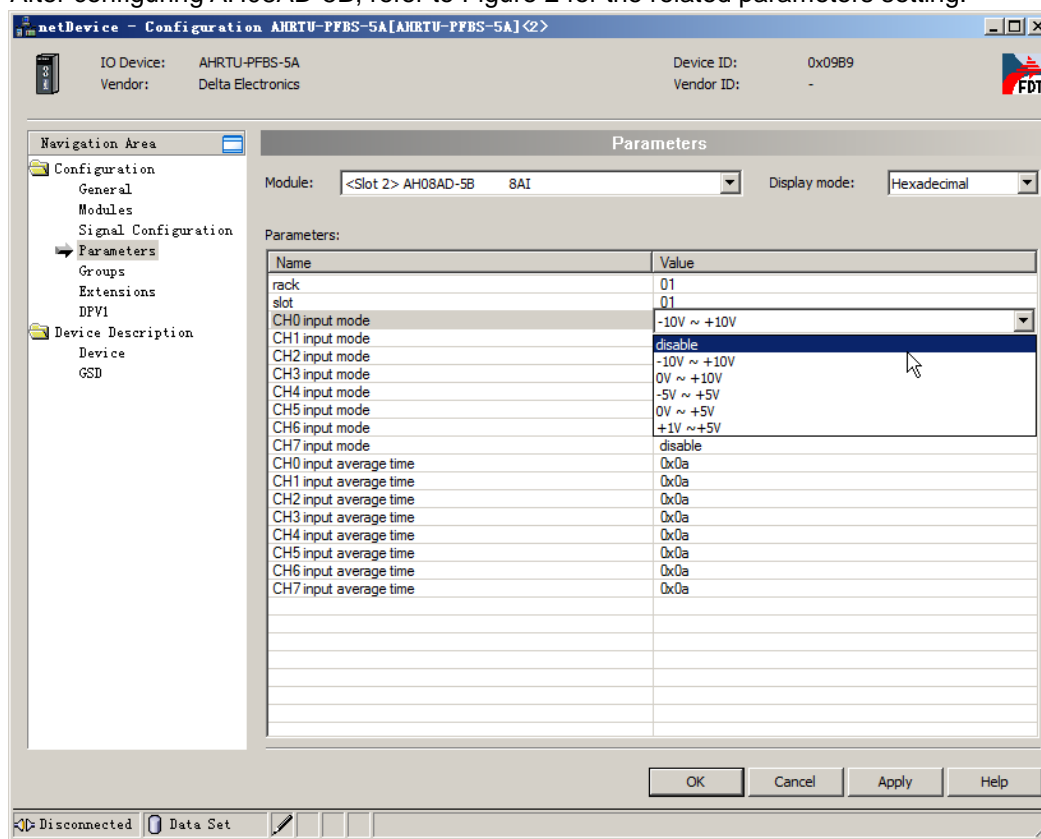 After configuring AH08AD-5B, refer to Figure 2 for the related parameters setting.
netDevice - Configuration AHRTU-PFBS-5A[AHRTU-PFBS-5A]<2>
IO Device: AHRTU-PFBS-5A Device ID: 0x09B9
Vendor: Delta Electronics Vendor ID: -
FDT
Navigation Area
Configuration
General
Modules
Signal Configuration
Parameters
Groups
Extensions
DPV1
Device Description
Device
GSD
Parameters
Module: <Slot 2> AH08AD-5B 8AI Display mode: Hexadecimal
Parameters:
Name Value
rack 01
slot 01
CH0 input mode -10V ~ +10V
CH1 input mode
CH2 input mode
CH3 input mode
CH4 input mode
CH5 input mode
CH6 input mode
disable
-10V ~ +10V
0V ~ +10V
-5V ~ +5V
0V ~ +5V
+1V ~+5V
CH7 input mode disable
CH0 input average time 0x0a
CH1 input average time 0x0a
CH2 input average time 0x0a
CH3 input average time 0x0a
CH4 input average time 0x0a
CH5 input average time 0x0a
CH6 input average time 0x0a
CH7 input average time 0x0a
OK Cancel Apply Help
Disconnected Data Set